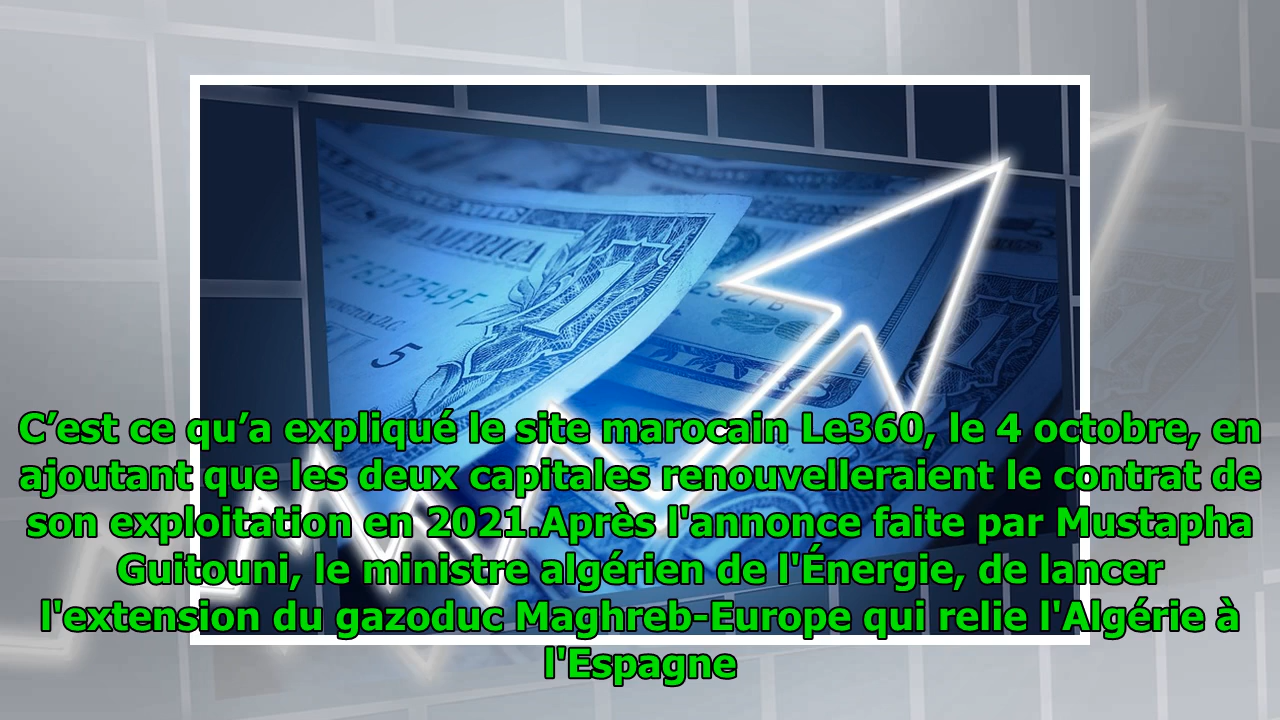 C’est ce qu’a expliqué le site marocain Le360, le 4 octobre, en
ajoutant que les deux capitales renouvelleraient le contrat de
son exploitation en 2021.Après l'annonce faite par Mustapha
Guitouni, le ministre algérien de l'Énergie, de lancer
l'extension du gazoduc Maghreb-Europe qui relie l'Algérie à
l'Espagne